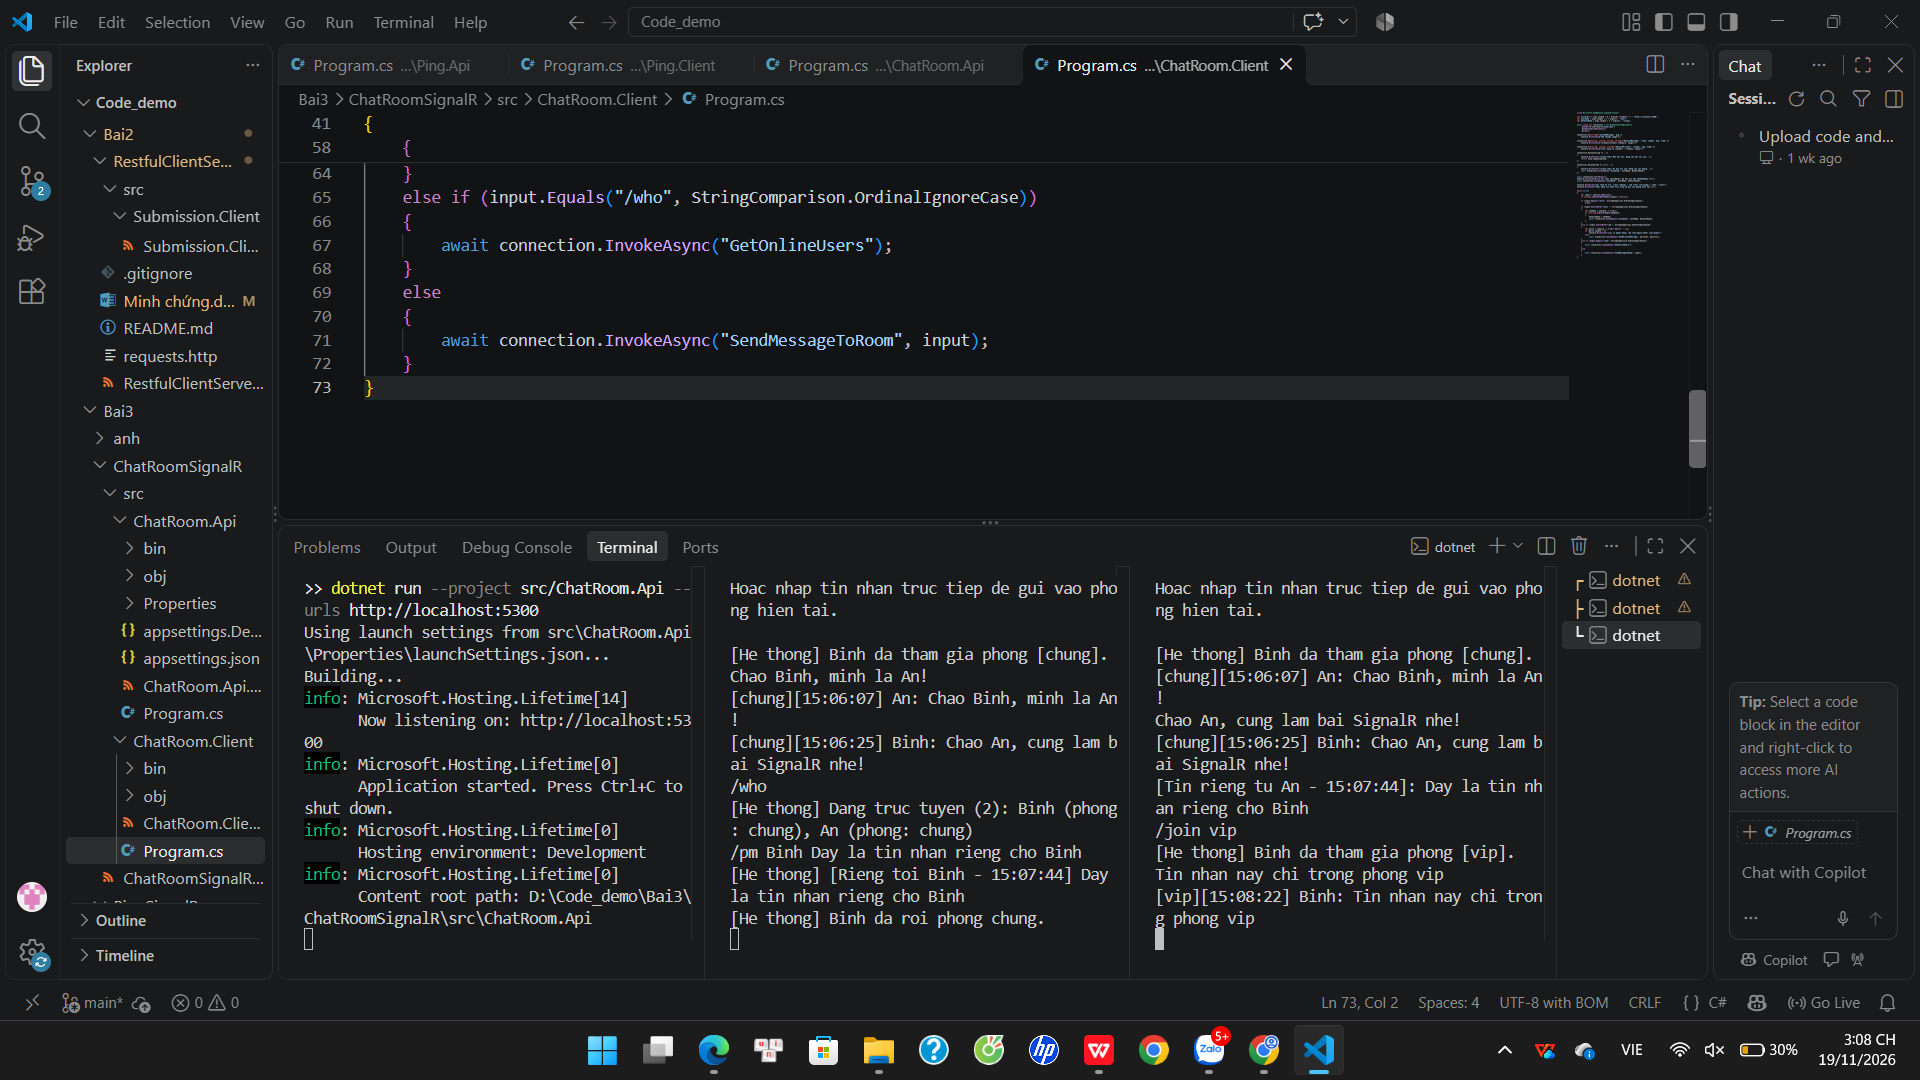 File Edit Selection View Go Run Terminal Help
Code_demo
Explorer
Code_demo
Bai2
RestfulClientSe...
src
Submission.Client
Submission.Cli...
.gitignore
Minh chứng.d... M
README.md
requests.http
RestfulClientServe...
Bai3
anh
ChatRoomSignalR
src
ChatRoom.Api
bin
obj
Properties
appsettings.De...
appsettings.json
ChatRoom.Api....
Program.cs
ChatRoom.Client
bin
obj
ChatRoom.Clie...
Program.cs
ChatRoomSignalR...
Outline
Timeline
2
Program.cs ...\Ping.Api
Program.cs ...\Ping.Client
Program.cs ...\ChatRoom.Api
Program.cs ...\ChatRoom.Client
Bai3 > ChatRoomSignalR > src > ChatRoom.Client > Program.cs
41 {
58 {
64 }
65 else if (input.Equals("/who", StringComparison.OrdinalIgnoreCase))
66 {
67 await connection.InvokeAsync("GetOnlineUsers");
68 }
69 else
70 {
71 await connection.InvokeAsync("SendMessageToRoom", input);
72 }
73 }
Problems Output Debug Console Terminal Ports
dotnet
>> dotnet run --project src/ChatRoom.Api --
urls http://localhost:5300
Using launch settings from src\ChatRoom.Api
\Properties\launchSettings.json...
Building...
info: Microsoft.Hosting.Lifetime[14]
Now listening on: http://localhost:53
00
info: Microsoft.Hosting.Lifetime[0]
Application started. Press Ctrl+C to
shut down.
info: Microsoft.Hosting.Lifetime[0]
Hosting environment: Development
info: Microsoft.Hosting.Lifetime[0]
Content root path: D:\Code_demo\Bai3\
ChatRoomSignalR\src\ChatRoom.Api
Hoac nhap tin nhan truc tiep de gui vao pho
ng hien tai.
[He thong] Binh da tham gia phong [chung].
Chao Binh, minh la An!
[chung][15:06:07] An: Chao Binh, minh la An
!
[chung][15:06:25] Binh: Chao An, cung lam b
ai SignalR nhe!
/who
[He thong] Dang truc tuyen (2): Binh (phong
: chung), An (phong: chung)
/pm Binh Day la tin nhan rieng cho Binh
[He thong] [Rieng toi Binh - 15:07:44] Day
la tin nhan rieng cho Binh
[He thong] Binh da roi phong chung.
Hoac nhap tin nhan truc tiep de gui vao pho
ng hien tai.
[He thong] Binh da tham gia phong [chung].
[chung][15:06:07] An: Chao Binh, minh la An
!
Chao An, cung lam bai SignalR nhe!
[chung][15:06:25] Binh: Chao An, cung lam b
ai SignalR nhe!
[Tin rieng tu An - 15:07:44]: Day la tin nh
an rieng cho Binh
/join vip
[He thong] Binh da tham gia phong [vip].
Tin nhan nay chi trong phong vip
[vip][15:08:22] Binh: Tin nhan nay chi tron
g phong vip
dotnet
dotnet
dotnet
Chat
Sessi...
Upload code and...
· 1 wk ago
Tip: Select a code
block in the editor
and right-click to
access more AI
actions.
Program.cs
Chat with Copilot
Copilot
main* 0 0
Ln 73, Col 2 Spaces: 4 UTF-8 with BOM CRLF {} C# Go Live
hp
Zalo
5+
VIE
30%
3:08 CH
19/11/2026